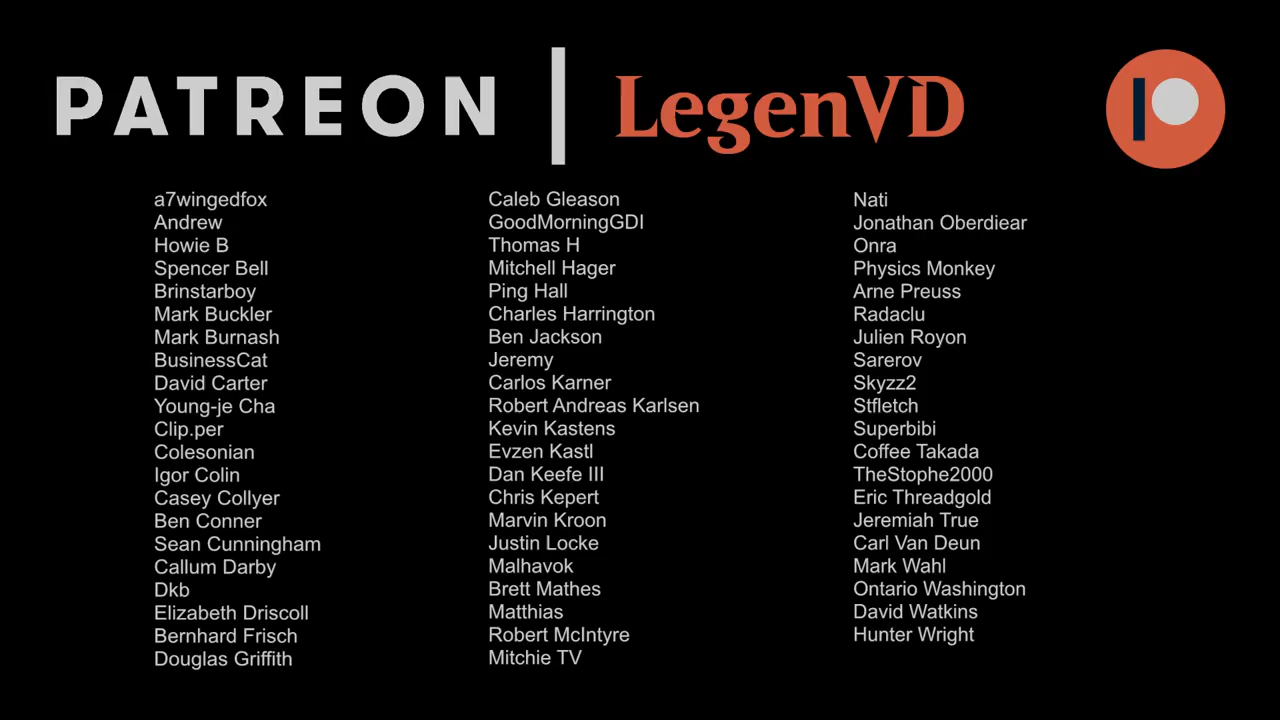 PATREON | LegenVD
a7wingedfox
Andrew
Howie B
Spencer Bell
Brinstarboy
Mark Buckler
Mark Burnash
BusinessCat
David Carter
Young-je Cha
Clip.per
Colesonian
Igor Colin
Casey Collyer
Ben Conner
Sean Cunningham
Callum Darby
Dkb
Elizabeth Driscoll
Bernhard Frisch
Douglas Griffith
Caleb Gleason
GoodMorningGDI
Thomas H
Mitchell Hager
Ping Hall
Charles Harrington
Ben Jackson
Jeremy
Carlos Karner
Robert Andreas Karlsen
Kevin Kastens
Evzen Kastl
Dan Keefe III
Chris Kepert
Marvin Kroon
Justin Locke
Malhavok
Brett Mathes
Matthias
Robert McIntyre
Mitchie TV
Nati
Jonathan Oberdiear
Onra
Physics Monkey
Arne Preuss
Radaclu
Julien Royon
Sarerov
Skyzz2
Stfletch
Superbibi
Coffee Takada
TheStophe2000
Eric Threadgold
Jeremiah True
Carl Van Deun
Mark Wahl
Ontario Washington
David Watkins
Hunter Wright